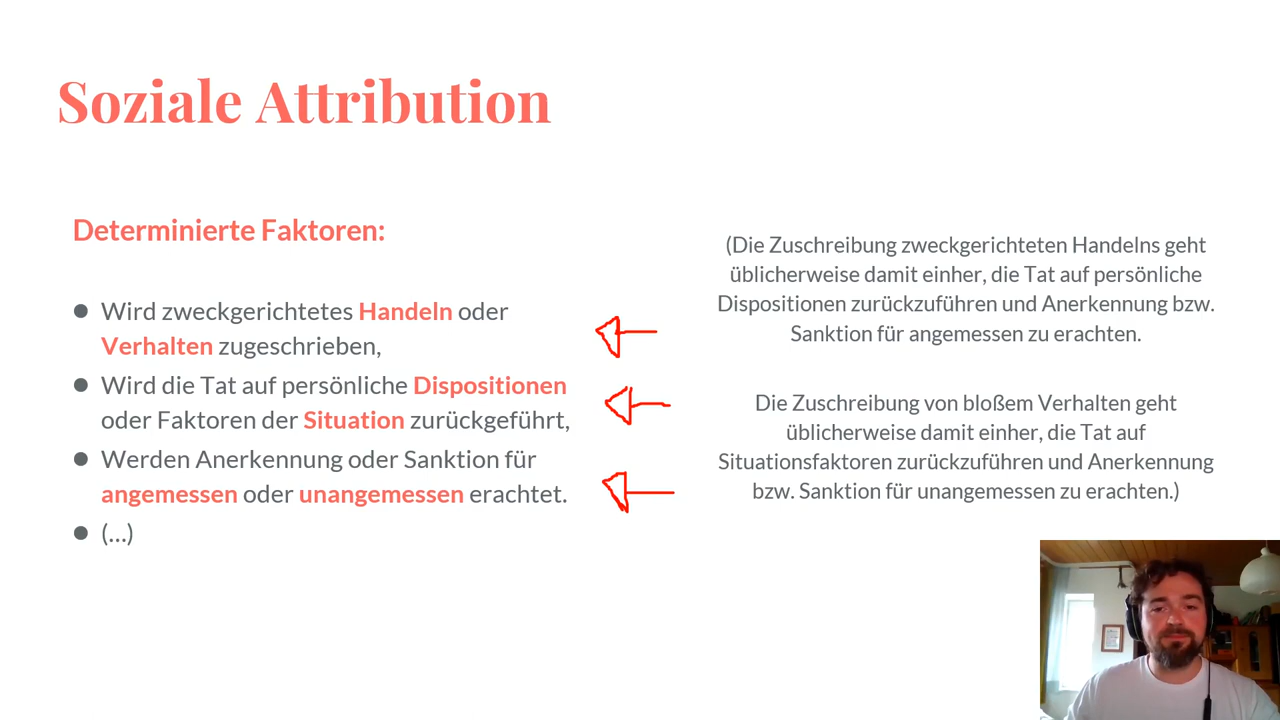 Soziale Attribution
Determinierte Faktoren:
● Wird zweckgerichtetes Handeln oder
Verhalten zugeschrieben,
● Wird die Tat auf persönliche Dispositionen
oder Faktoren der Situation zurückgeführt,
● Werden Anerkennung oder Sanktion für
angemessen oder unangemessen erachtet.
● (...)
(Die Zuschreibung zweckgerichteten Handelns geht
üblicherweise damit einher, die Tat auf persönliche
Dispositionen zurückzuführen und Anerkennung bzw.
Sanktion für angemessen zu erachten.
Die Zuschreibung von bloßem Verhalten geht
üblicherweise damit einher, die Tat auf
Situationsfaktoren zurückzuführen und Anerkennung
bzw. Sanktion für unangemessen zu erachten.)